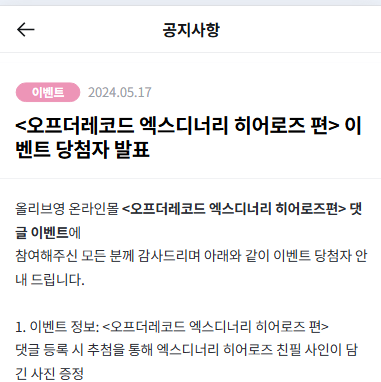 공지사항
이벤트 2024.05.17
<오프더레코드 엑스디너리 히어로즈 편> 이
벤트 당첨자 발표
올리브영 온라인몰 <오프더레코드 엑스디너리 히어로즈편> 댓
글 이벤트에
참여해주신 모든 분께 감사드리며 아래와 같이 이벤트 당첨자 안
내 드립니다.
1. 이벤트 정보: <오프더레코드 엑스디너리 히어로즈 편>
댓글 등록 시 추첨을 통해 엑스디너리 히어로즈 친필 사인이 담
긴 사진 증정